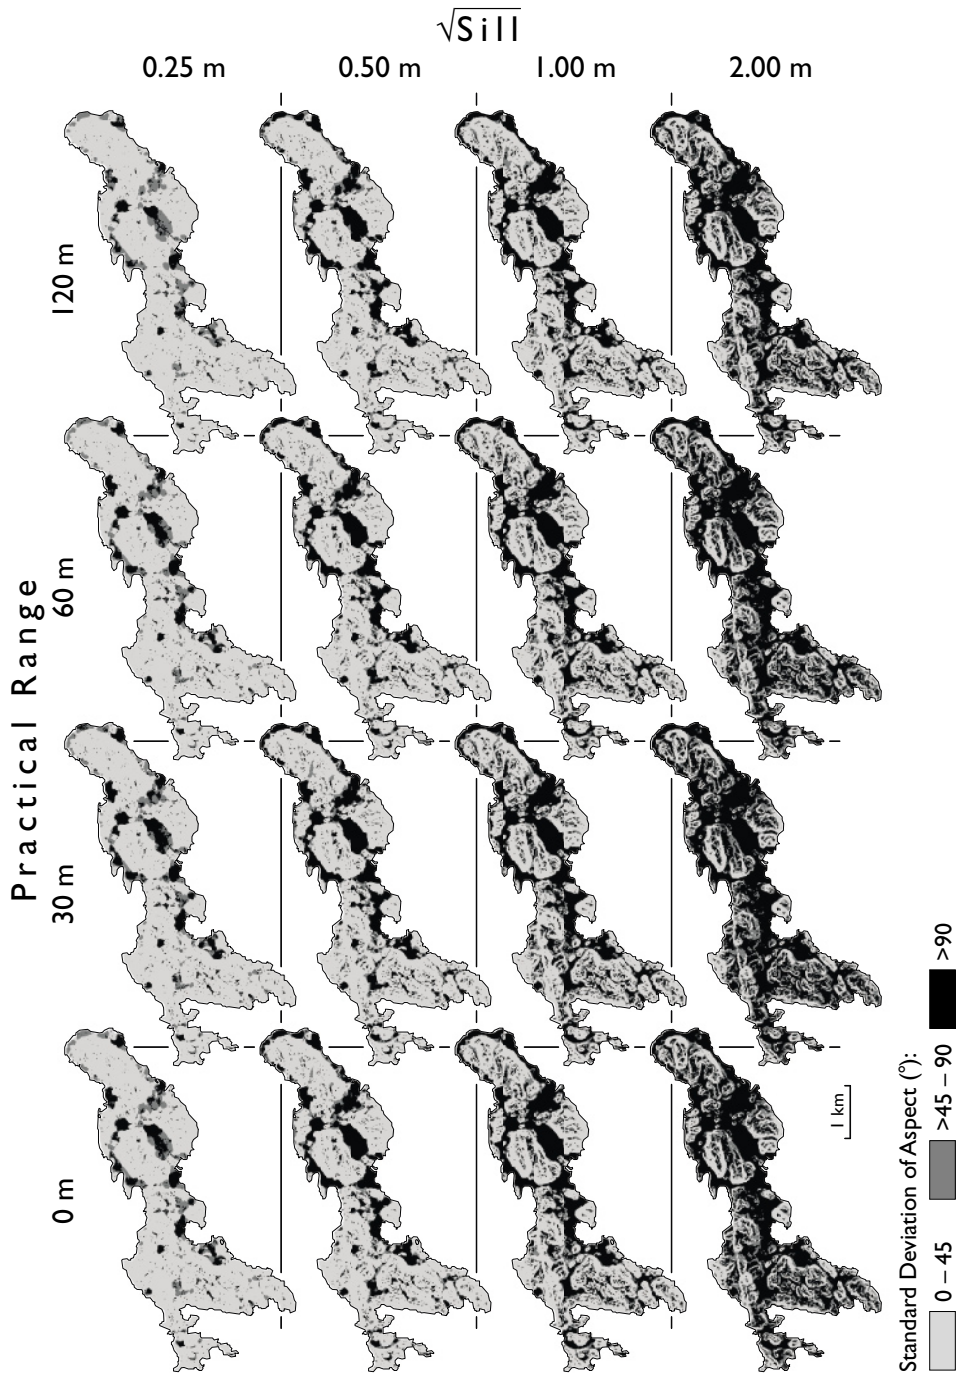 √Sill
0.25 m 0.50 m 1.00 m 2.00 m
Practical Range
120 m
60 m
30 m
0 m
1 km
Standard Deviation of Aspect (°):
0 – 45 >45 – 90 >90